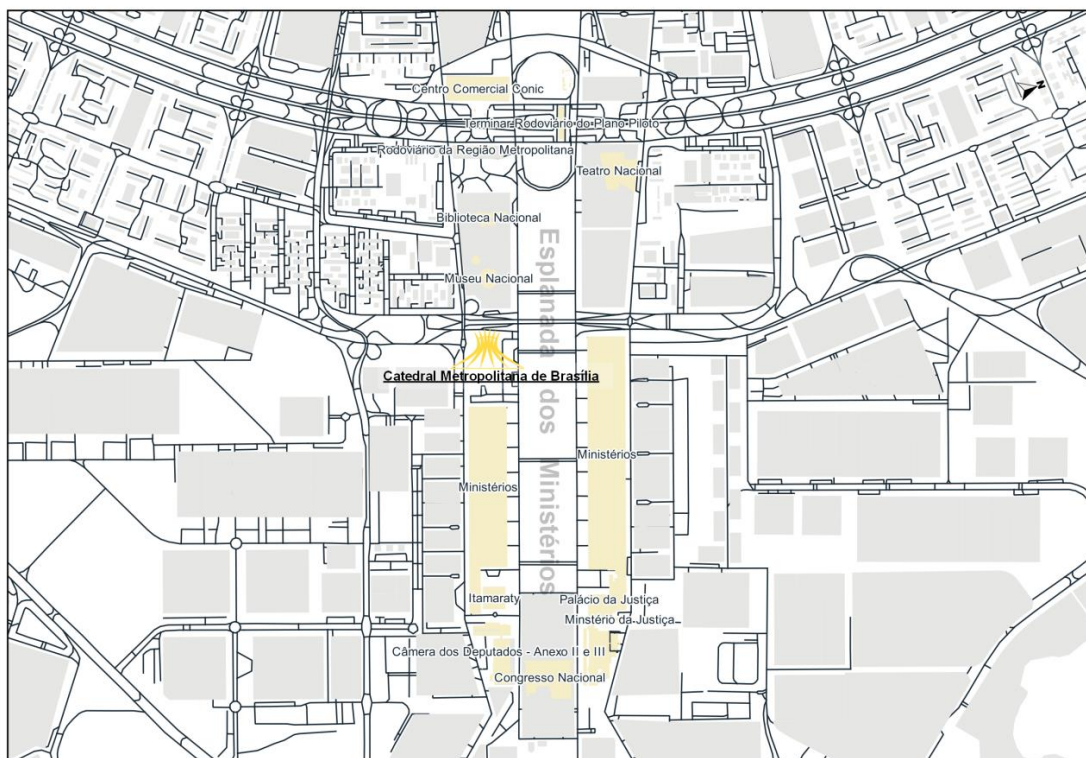 N
Centro Comercial Conic
Terminar Rodoviário do Plano Piloto
Rodoviário da Região Metropolitana
Teatro Nacional
Biblioteca Nacional
Museu Nacional
Esplanada dos Ministérios
Catedral Metropolitana de Brasília
Ministérios
Ministérios
Itamaraty
Palácio da Justiça
Minstério da Justiça
Câmera dos Deputados - Anexo II e III
Congresso Nacional